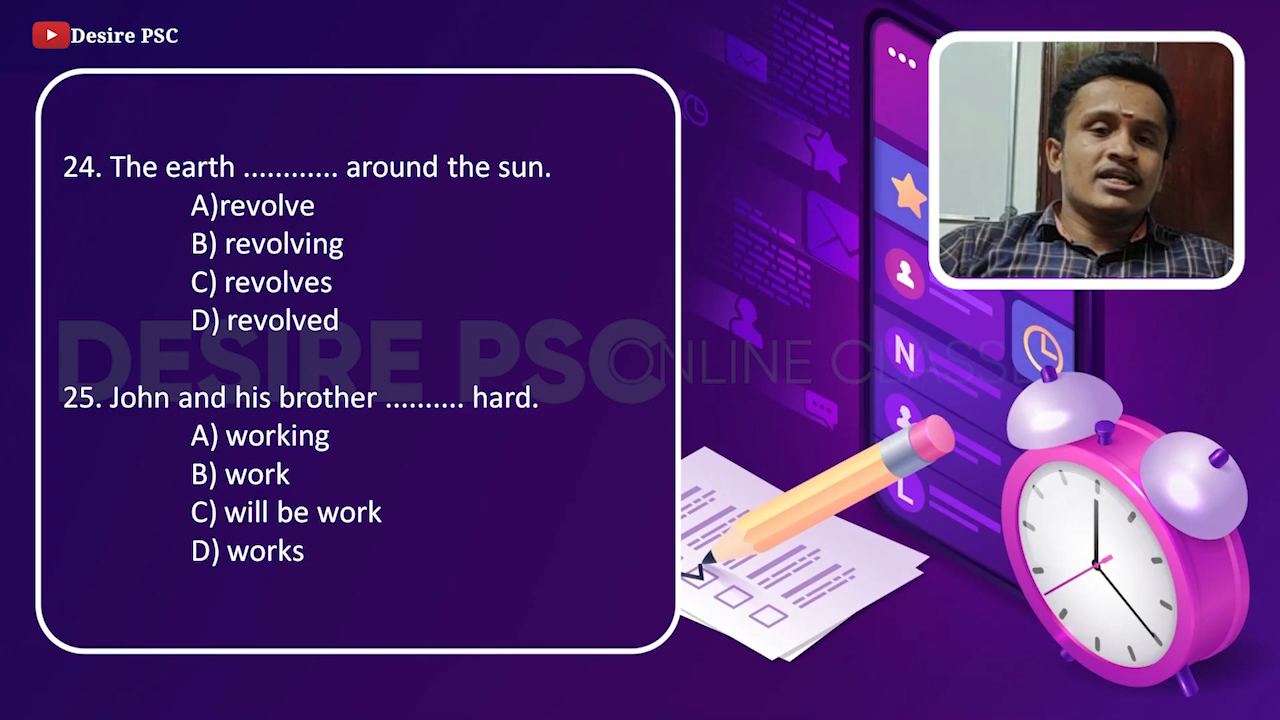 Desire PSC
24. The earth ............ around the sun.
A)revolve
B) revolving
C) revolves
D) revolved
DESIRE PSC ONLINE CLASSE
25. John and his brother .......... hard.
A) working
B) work
C) will be work
D) works
N
L